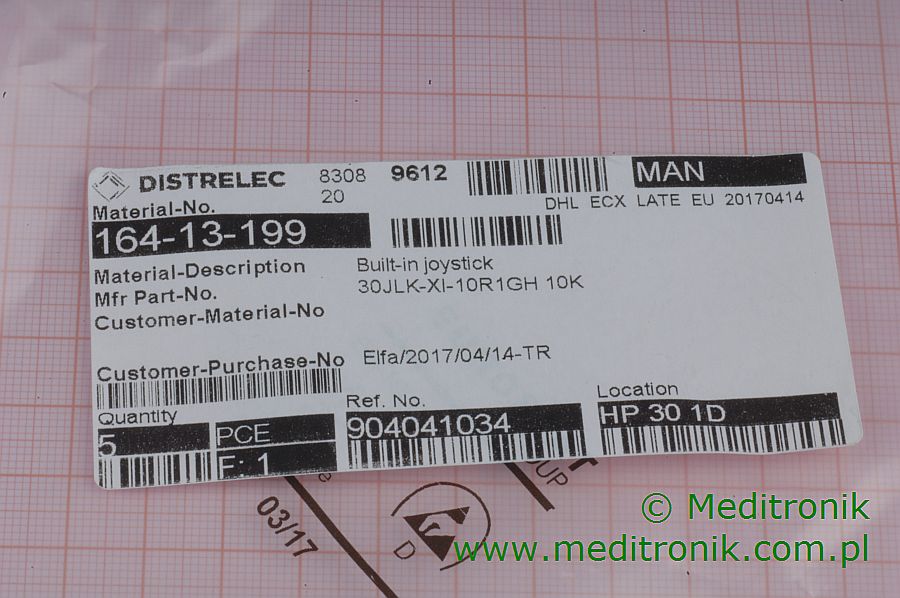 DISTRELEC 8308 9612 MAN
20
DHL ECX LATE EU 20170414
Material-No.
164-13-199
Material-Description Built-in joystick
Mfr Part-No. 30JLK-XI-10R1GH 10K
Customer-Material-No
Customer-Purchase-No Elfa/2017/04/14-TR
Quantity Ref. No. Location
5 PCE 904041034 HP 30 1D
F: 1
03/17
D
© Meditronik
www.meditronik.com.pl